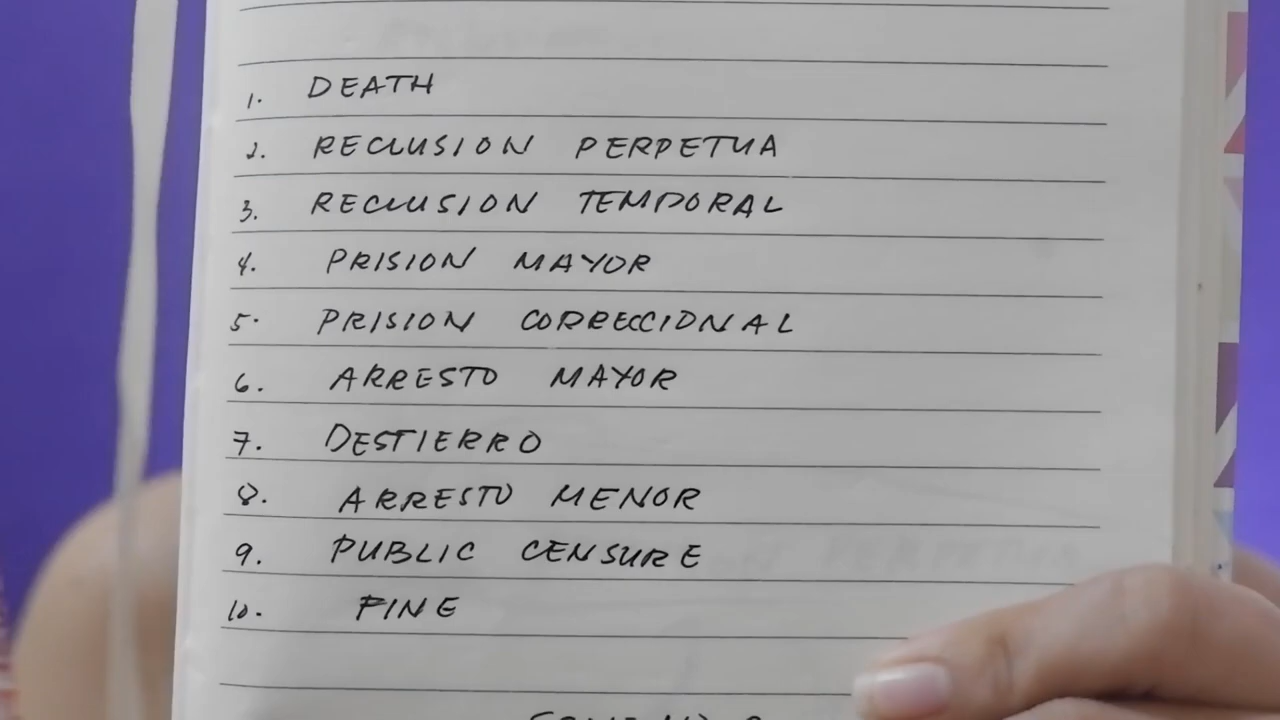 1. DEATH
2. RECLUSION PERPETUA
3. RECLUSION TEMPORAL
4. PRISION MAYOR
5. PRISION CORRECCIONAL
6. ARRESTO MAYOR
7. DESTIERRO
8. ARRESTO MENOR
9. PUBLIC CENSURE
10. FINE